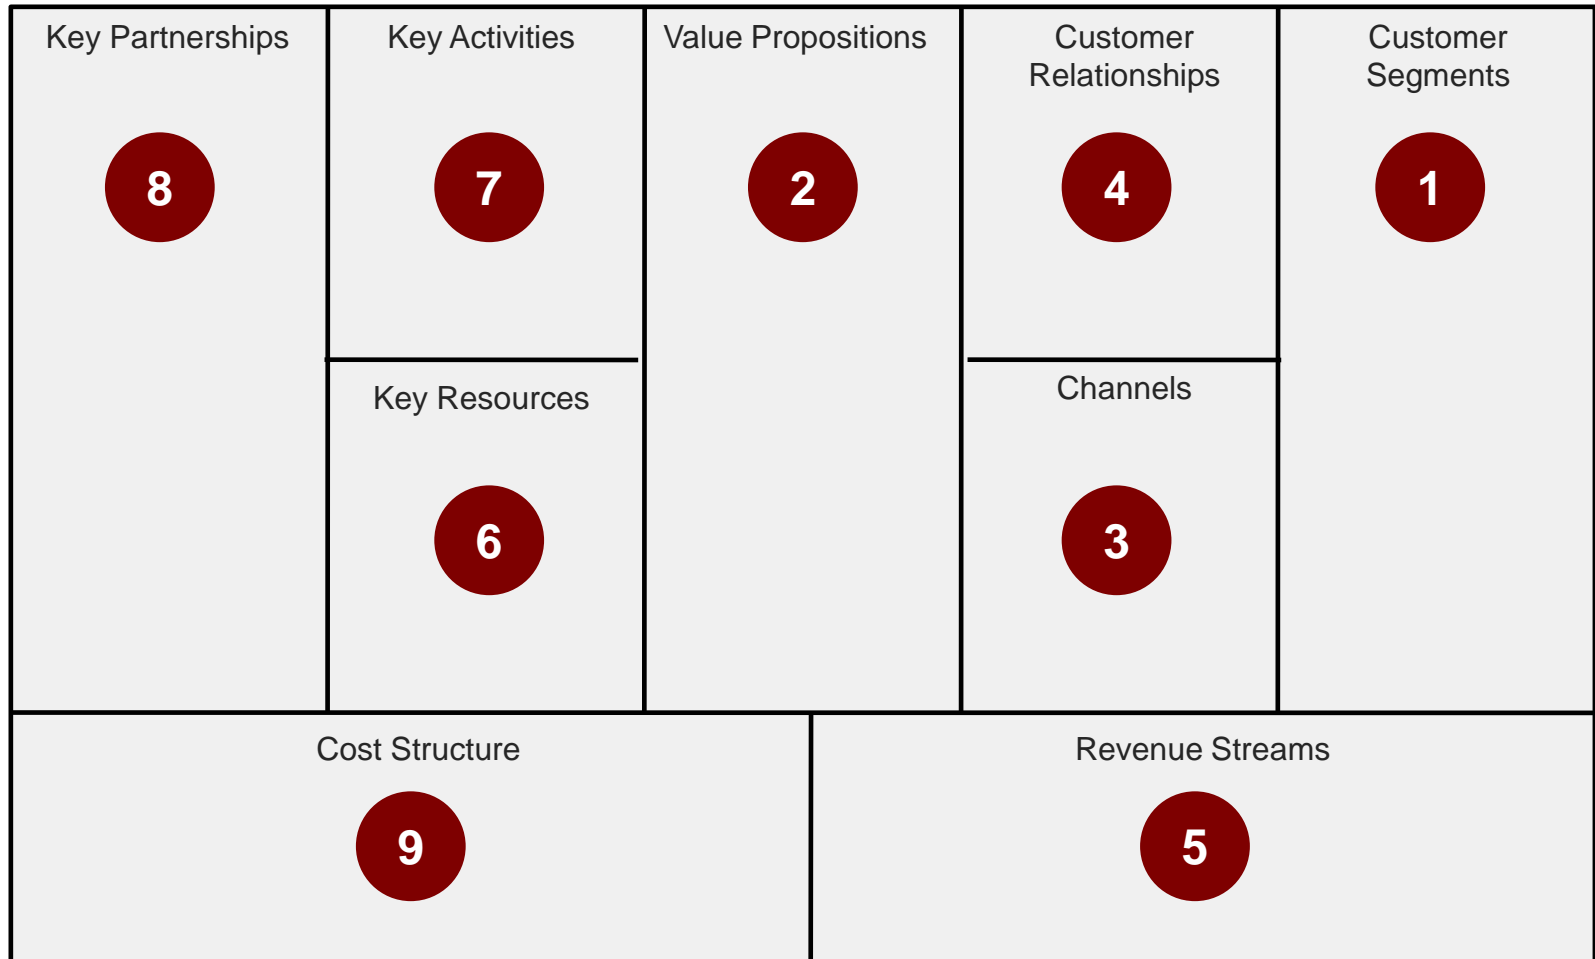 Key Partnerships
8
Key Activities
7
Key Resources
6
Value Propositions
2
Customer
Relationships
4
Channels
3
Customer
Segments
1
Cost Structure
9
Revenue Streams
5